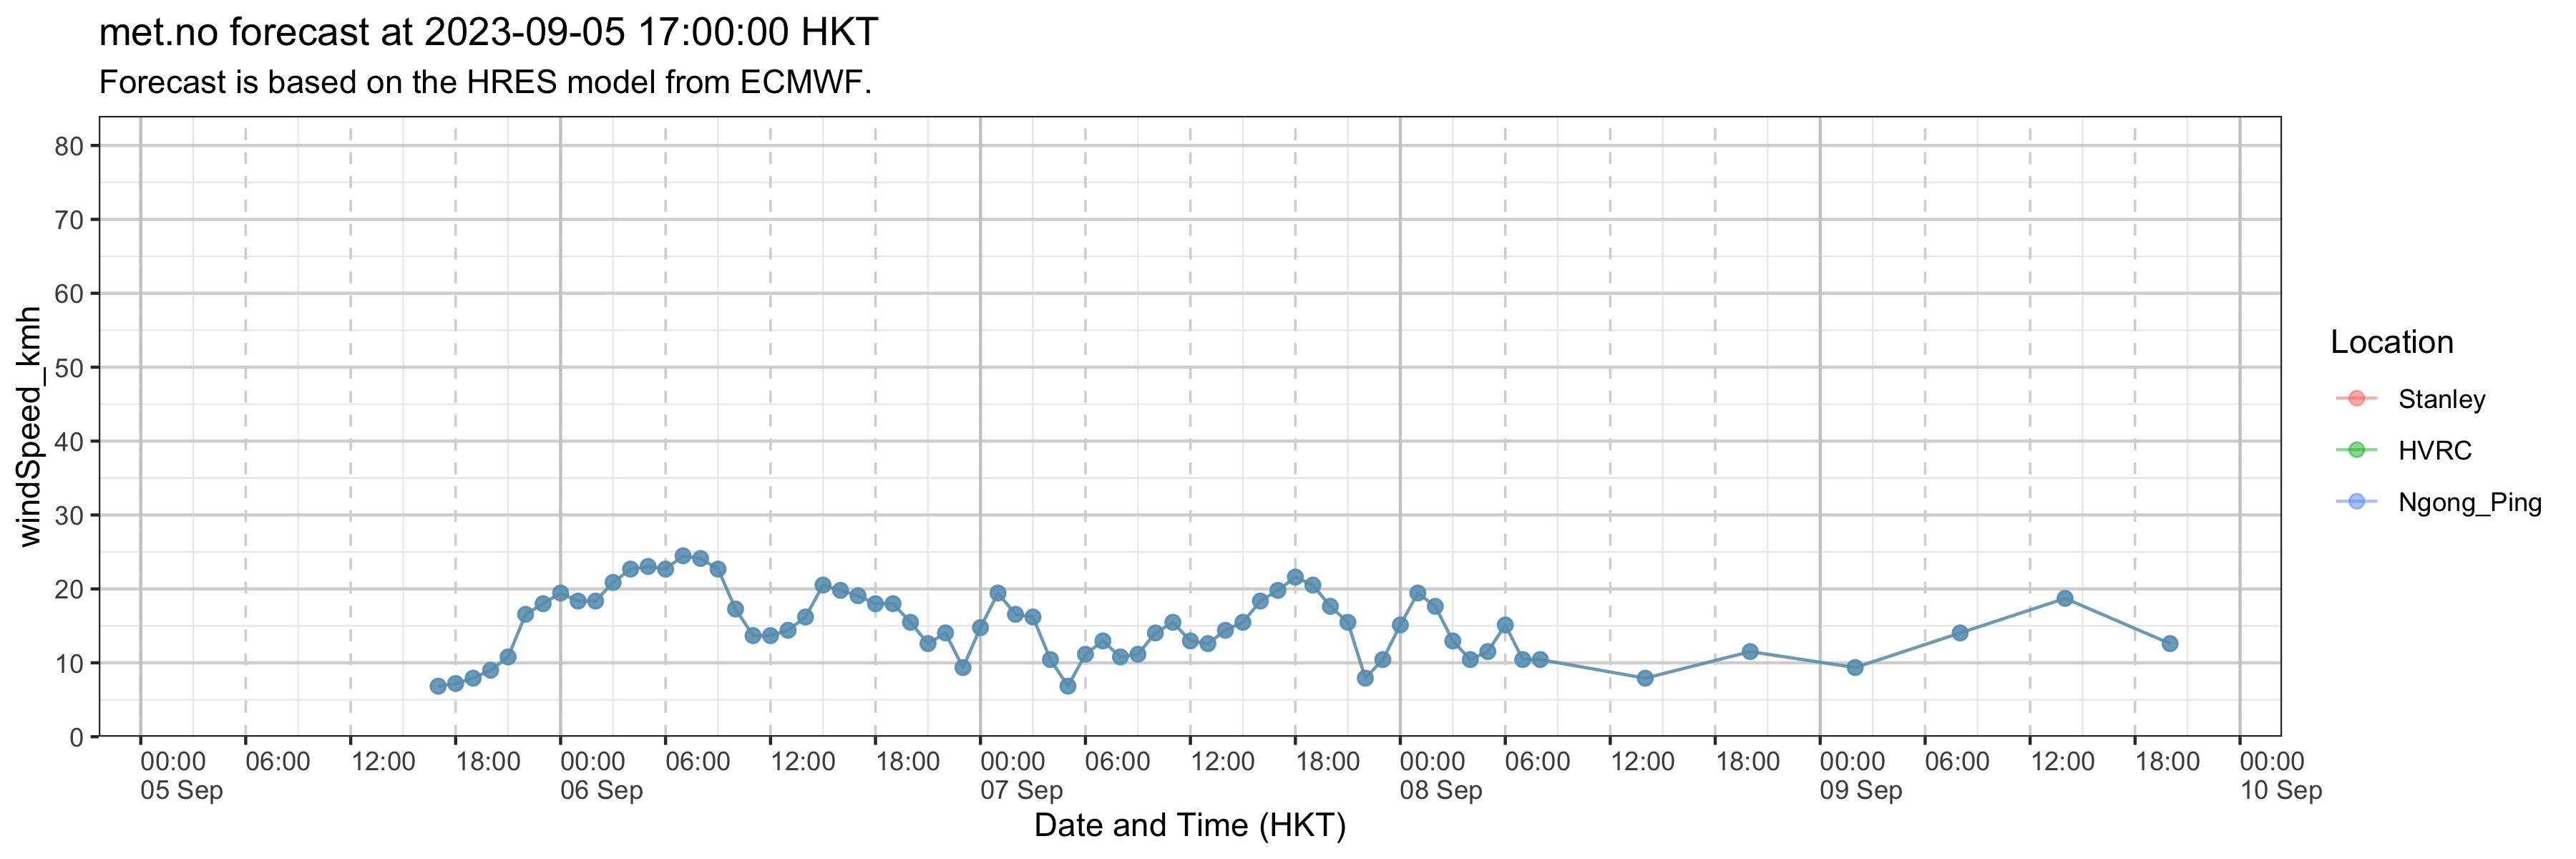 met.no forecast at 2023-09-05 17:00:00 HKT
Forecast is based on the HRES model from ECMWF.
windSpeed_kmh
80
70
60
50
40
30
20
10
0
00:00 06:00 12:00 18:00 00:00 06:00 12:00 18:00 00:00 06:00 12:00 18:00 00:00 06:00 12:00 18:00 00:00 06:00 12:00 18:00 00:00
05 Sep 06 Sep 07 Sep 08 Sep 09 Sep 10 Sep
Date and Time (HKT)
Location
Stanley
HVRC
Ngong_Ping